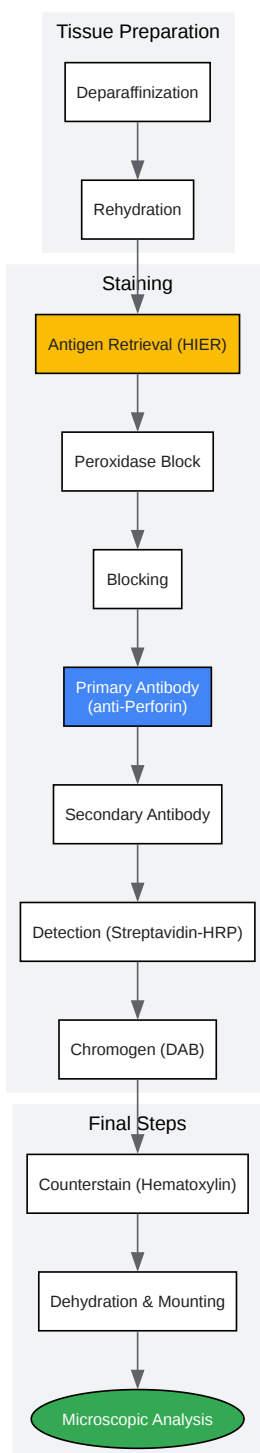 Tissue Preparation
Deparaffinization
Rehydration
Staining
Antigen Retrieval (HIER)
Peroxidase Block
Blocking
Primary Antibody
(anti-Perforin)
Secondary Antibody
Detection (Streptavidin-HRP)
Chromogen (DAB)
Final Steps
Counterstain (Hematoxylin)
Dehydration & Mounting
Microscopic Analysis